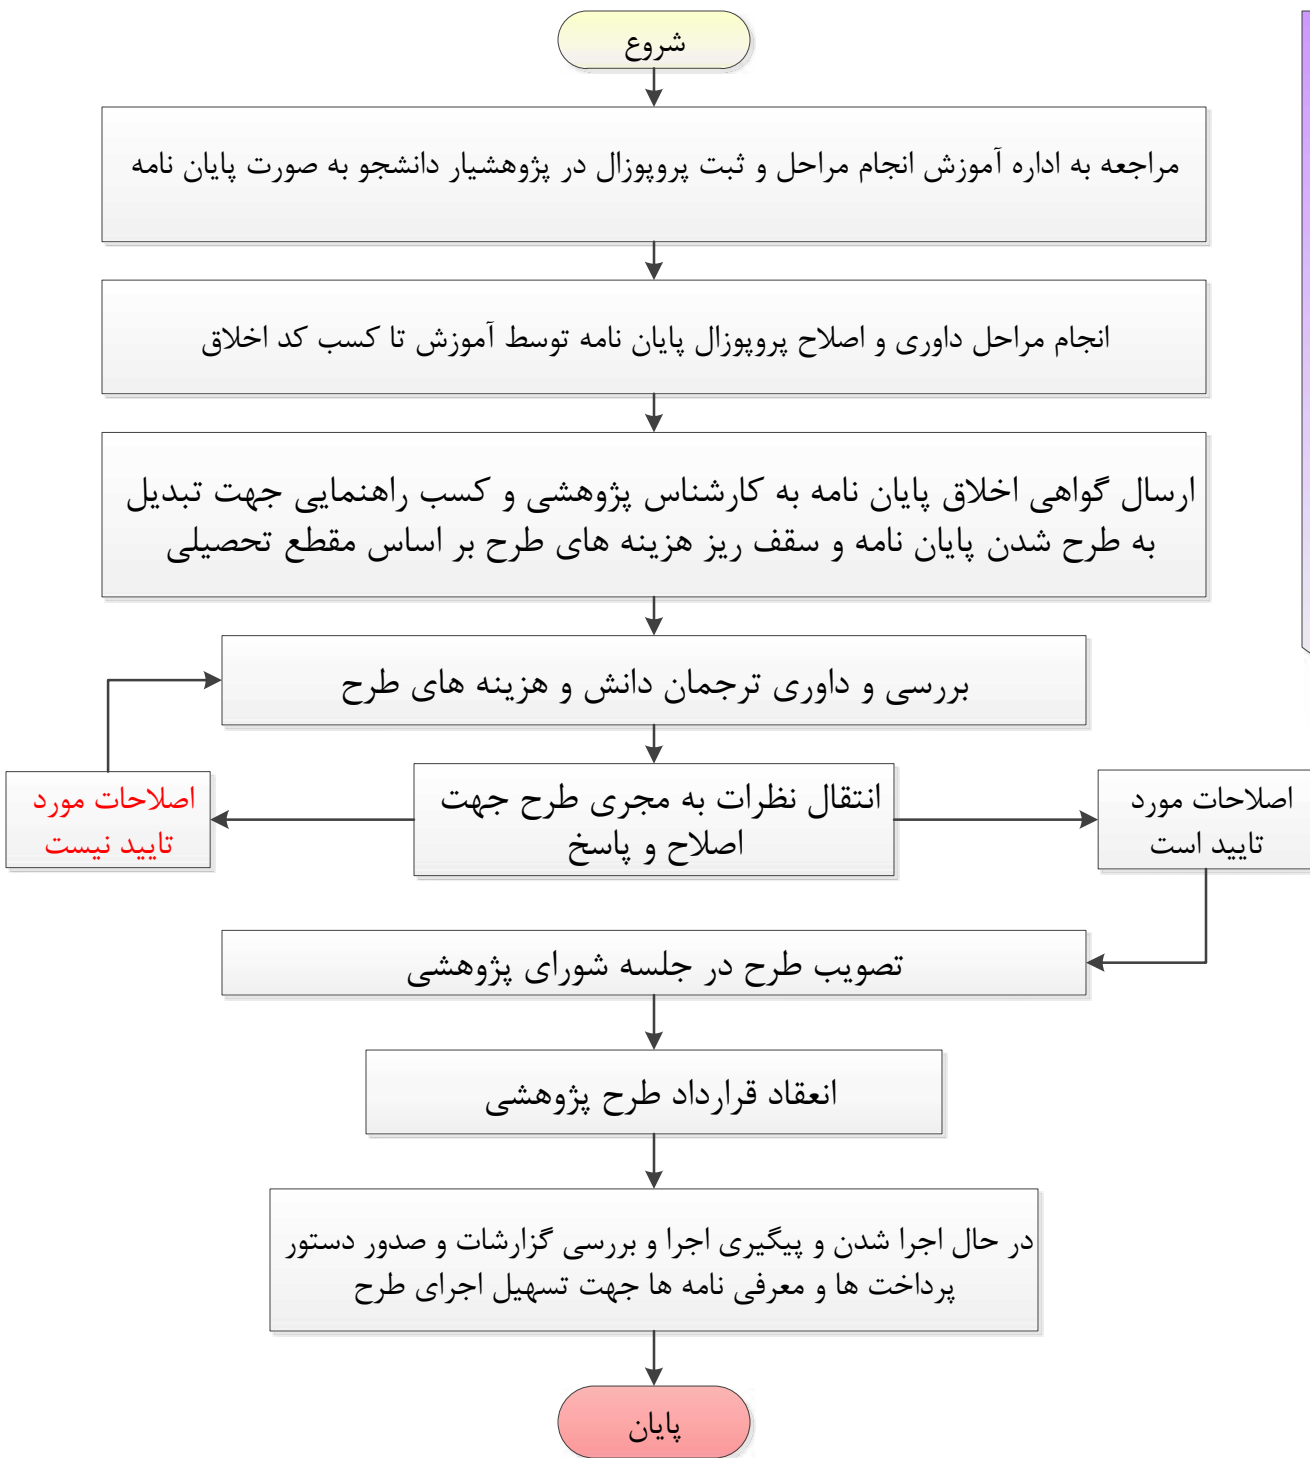 شروع
مراجعه به اداره آموزش انجام مراحل و ثبت پروپوزال در پژوهشیار دانشجو به صورت پایان نامه
انجام مراحل داوری و اصلاح پروپوزال پایان نامه توسط آموزش تا کسب کد اخلاق
ارسال گواهی اخلاق پایان نامه به کارشناس پژوهشی و کسب راهنمایی جهت تبدیل
به طرح شدن پایان نامه و سقف ریز هزینه های طرح بر اساس مقطع تحصیلی
بررسی و داوری ترجمان دانش و هزینه های طرح
انتقال نظرات به مجری طرح جهت
اصلاح و پاسخ
اصلاحات مورد
تایید است
اصلاحات مورد
تایید نیست
تصویب طرح در جلسه شورای پژوهشی
انعقاد قرارداد طرح پژوهشی
در حال اجرا شدن و پیگیری اجرا و بررسی گزارشات و صدور دستور
پرداخت ها و معرفی نامه ها جهت تسهیل اجرای طرح
پایان